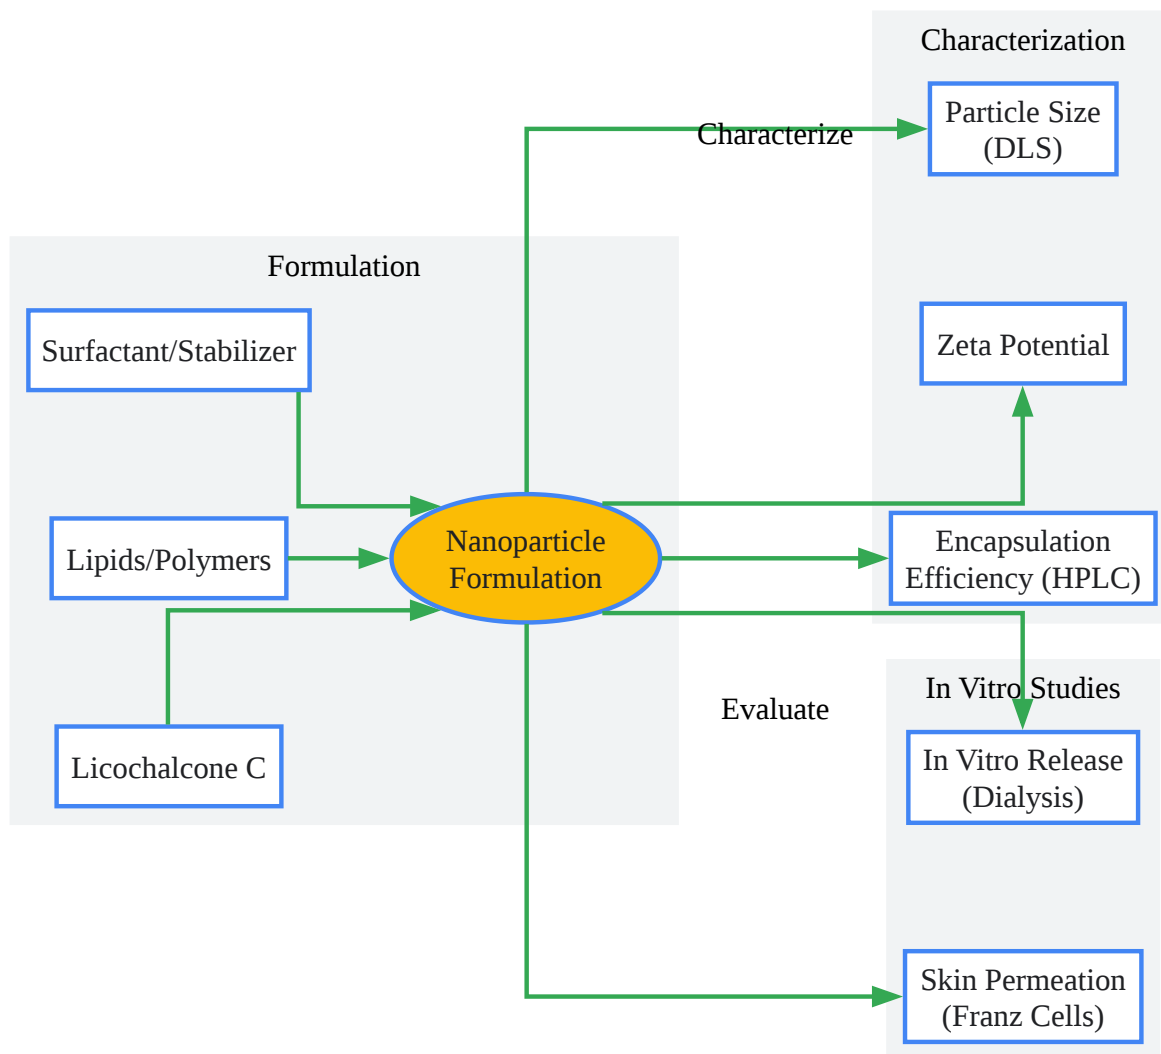 Characterization
Particle Size
(DLS)
Characterize
Formulation
Surfactant/Stabilizer
Zeta Potential
Lipids/Polymers
Nanoparticle
Formulation
Encapsulation
Efficiency (HPLC)
Licochalcone C
Evaluate
In Vitro Studies
In Vitro Release
(Dialysis)
Skin Permeation
(Franz Cells)